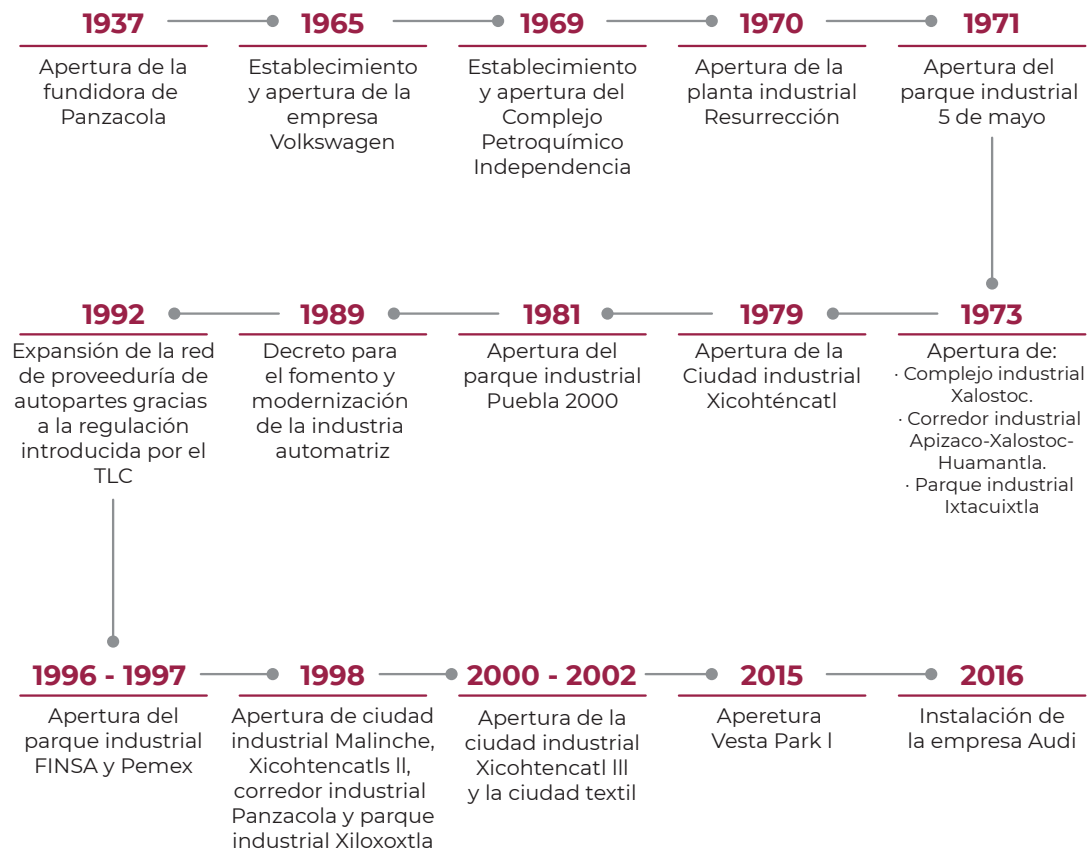 1937
Apertura de la
fundidora de
Panzacola
1965
Establecimiento
y apertura de la
empresa
Volkswagen
1969
Establecimiento
y apertura del
Complejo
Petroquímico
Independencia
1970
Apertura de la
planta industrial
Resurrección
1971
Apertura del
parque industrial
5 de mayo
1973
Apertura de:
· Complejo industrial
Xalostoc.
· Corredor industrial
Apizaco-Xalostoc-
Huamantla.
· Parque industrial
Ixtacuixtla
1979
Apertura de la
Ciudad industrial
Xicohténcatl
1981
Apertura del
parque industrial
Puebla 2000
1989
Decreto para
el fomento y
modernización
de la industria
automatriz
1992
Expansión de la red
de proveeduría de
autopartes gracias
a la regulación
introducida por el
TLC
1996 - 1997
Apertura del
parque industrial
FINSA y Pemex
1998
Apertura de ciudad
industrial Malinche,
Xicohtencatls ll,
corredor industrial
Panzacola y parque
industrial Xiloxoxtla
2000 - 2002
Apertura de la
ciudad industrial
Xicohtencatl lll
y la ciudad textil
2015
Aperetura
Vesta Park l
2016
Instalación de
la empresa Audi